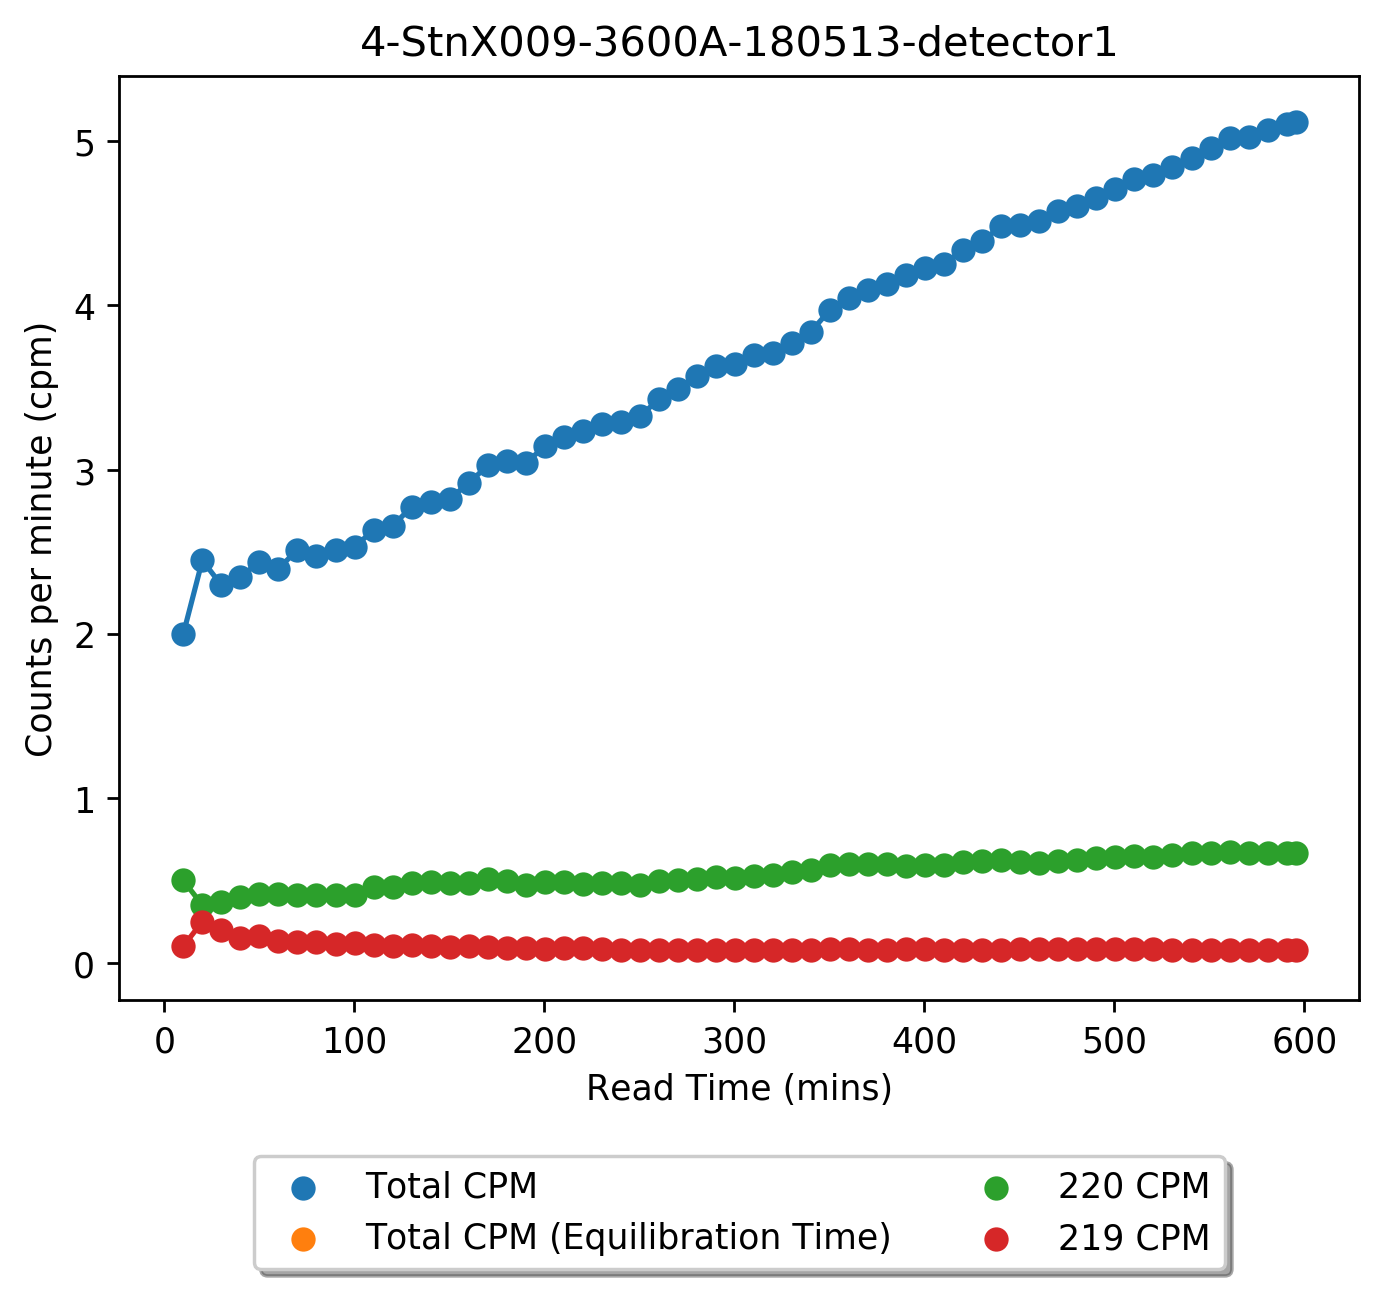 4-StnX009-3600A-180513-detector1
Counts per minute (cpm)
5
4
3
2
1
0
0 100 200 300 400 500 600
Read Time (mins)
Total CPM
Total CPM (Equilibration Time)
220 CPM
219 CPM